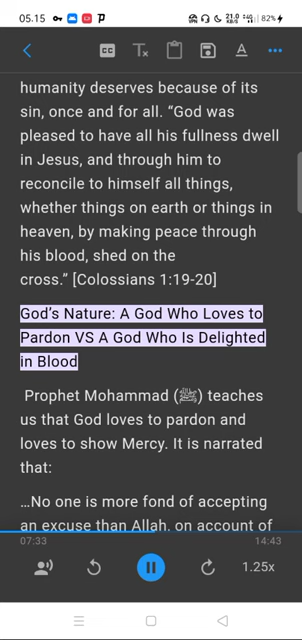 05.15
21.0
KB/S
82%
CC
T
A
humanity deserves because of its
sin, once and for all. “God was
pleased to have all his fullness dwell
in Jesus, and through him to
reconcile to himself all things,
whether things on earth or things in
heaven, by making peace through
his blood, shed on the
cross.” [Colossians 1:19-20]
God’s Nature: A God Who Loves to
Pardon VS A God Who Is Delighted
in Blood
Prophet Mohammad (ﷺ) teaches
us that God loves to pardon and
loves to show Mercy. It is narrated
that:
…No one is more fond of accepting
an excuse than Allah, on account of
07:33
14:43
1.25x